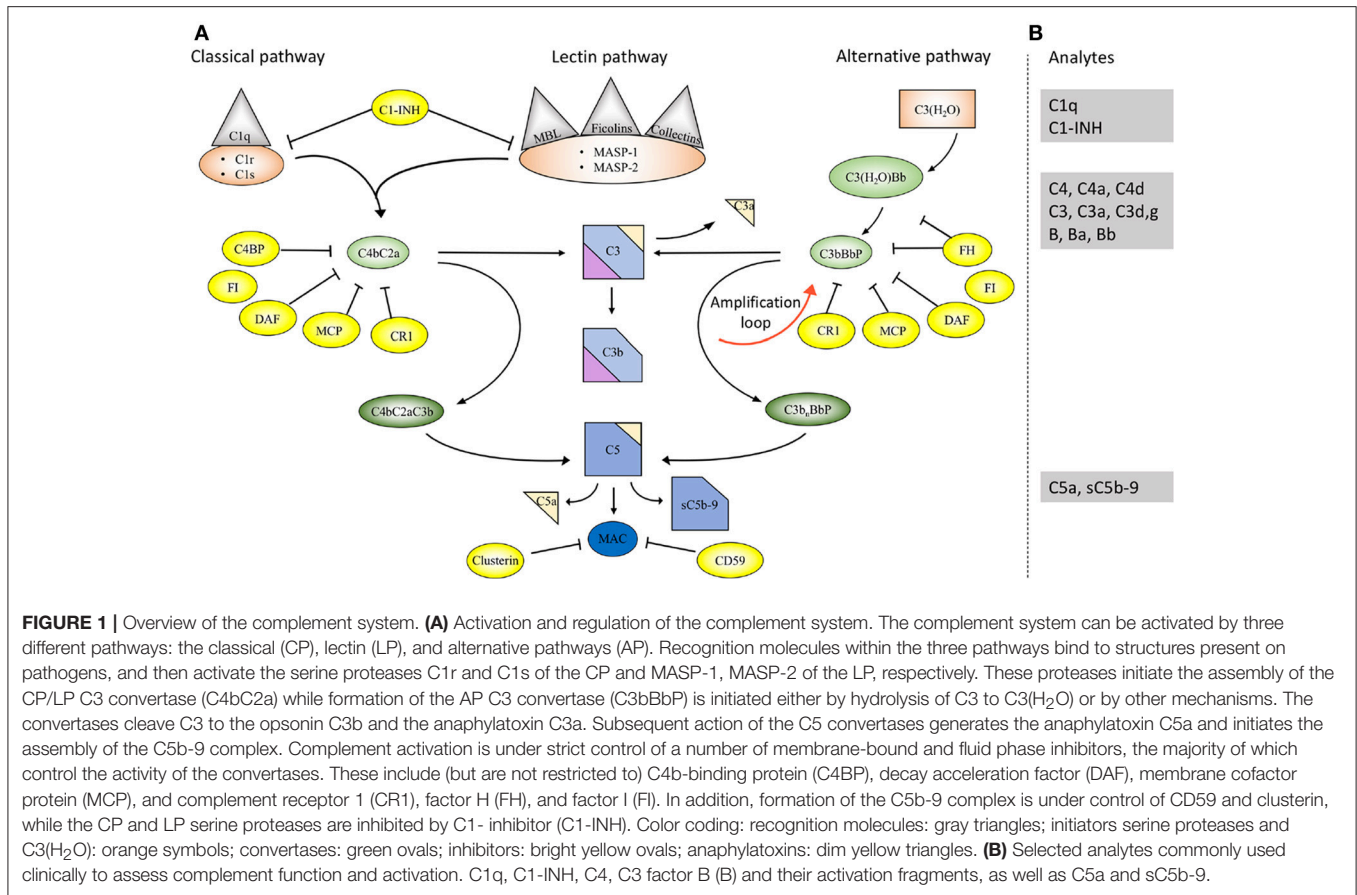 A
B
Classical pathway
Lectin pathway
Alternative pathway
Analytes
C1-INH
C1q
• C1r
• C1s
MBL
Ficolins
Collectins
• MASP-1
• MASP-2
C3(H₂O)
C3(H₂O)Bb
C1q
C1-INH
C4, C4a, C4d
C3, C3a, C3d,g
B, Ba, Bb
C4BP
FI
DAF
MCP
CR1
C4bC2a
C3
C3a
C3bBbP
FH
FI
DAF
MCP
CR1
Amplification
loop
C3b
C4bC2aC3b
C3bₙBbP
C5
C5a
sC5b-9
MAC
Clusterin
CD59
C5a, sC5b-9
FIGURE 1 | Overview of the complement system. (A) Activation and regulation of the complement system. The complement system can be activated by three
different pathways: the classical (CP), lectin (LP), and alternative pathways (AP). Recognition molecules within the three pathways bind to structures present on
pathogens, and then activate the serine proteases C1r and C1s of the CP and MASP-1, MASP-2 of the LP, respectively. These proteases initiate the assembly of the
CP/LP C3 convertase (C4bC2a) while formation of the AP C3 convertase (C3bBbP) is initiated either by hydrolysis of C3 to C3(H₂O) or by other mechanisms. The
convertases cleave C3 to the opsonin C3b and the anaphylatoxin C3a. Subsequent action of the C5 convertases generates the anaphylatoxin C5a and initiates the
assembly of the C5b-9 complex. Complement activation is under strict control of a number of membrane-bound and fluid phase inhibitors, the majority of which
control the activity of the convertases. These include (but are not restricted to) C4b-binding protein (C4BP), decay acceleration factor (DAF), membrane cofactor
protein (MCP), and complement receptor 1 (CR1), factor H (FH), and factor I (FI). In addition, formation of the C5b-9 complex is under control of CD59 and clusterin,
while the CP and LP serine proteases are inhibited by C1- inhibitor (C1-INH). Color coding: recognition molecules: gray triangles; initiators serine proteases and
C3(H₂O): orange symbols; convertases: green ovals; inhibitors: bright yellow ovals; anaphylatoxins: dim yellow triangles. (B) Selected analytes commonly used
clinically to assess complement function and activation. C1q, C1-INH, C4, C3 factor B (B) and their activation fragments, as well as C5a and sC5b-9.